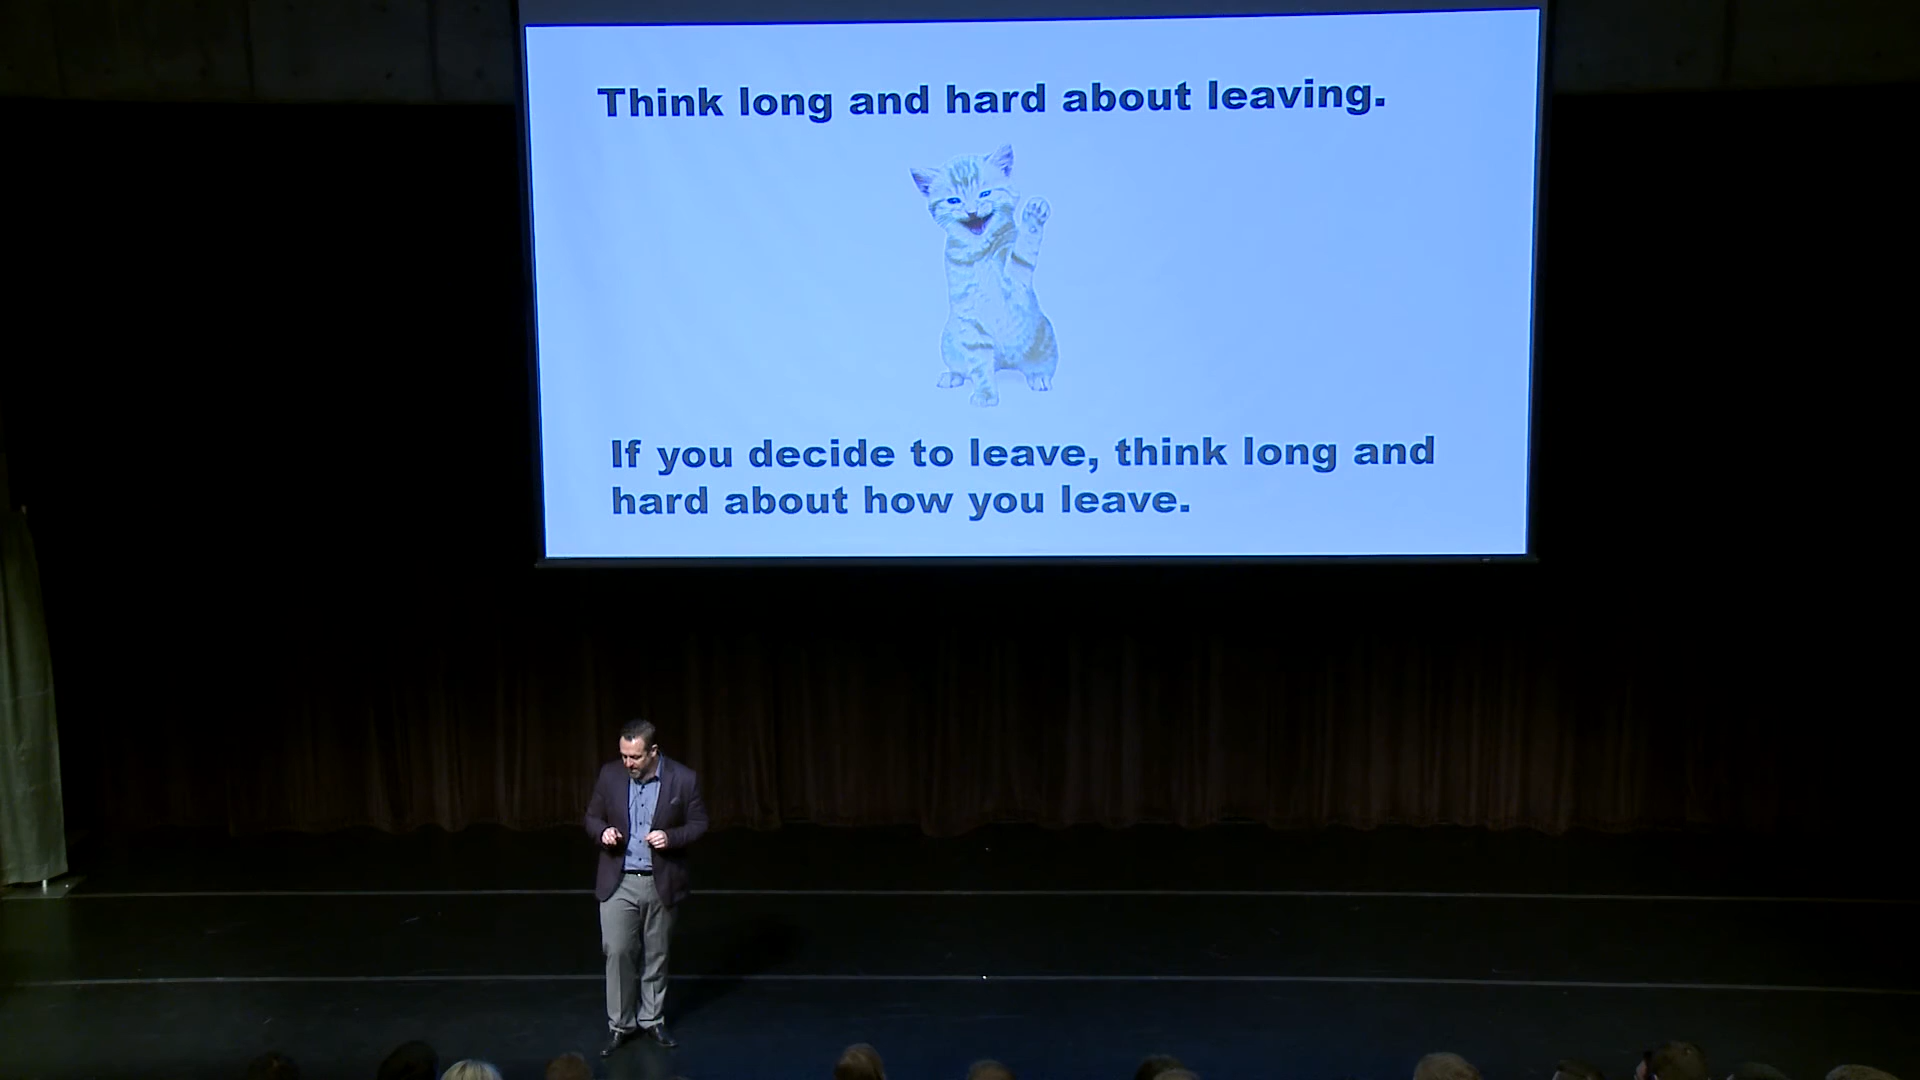 Think long and hard about leaving.
If you decide to leave, think long and
hard about how you leave.